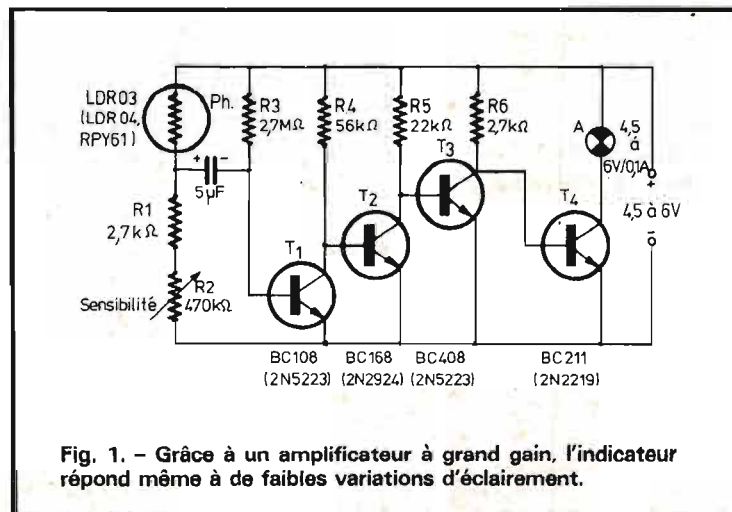 LDR03
(LDR04,
RPY61)
Ph.
R3
2,7MΩ
R4
56kΩ
R5
22kΩ
R6
2,7kΩ
A
4,5
à
6V/0,1A
+
4,5 à 6V
-
+ -
5µF
R1
2,7kΩ
R2
470kΩ
Sensibilité
T1
T2
T3
T4
BC108
(2N5223)
BC168
(2N2924)
BC408
(2N5223)
BC211
(2N2219)
Fig. 1. – Grâce à un amplificateur à grand gain, l'indicateur
répond même à de faibles variations d'éclairement.